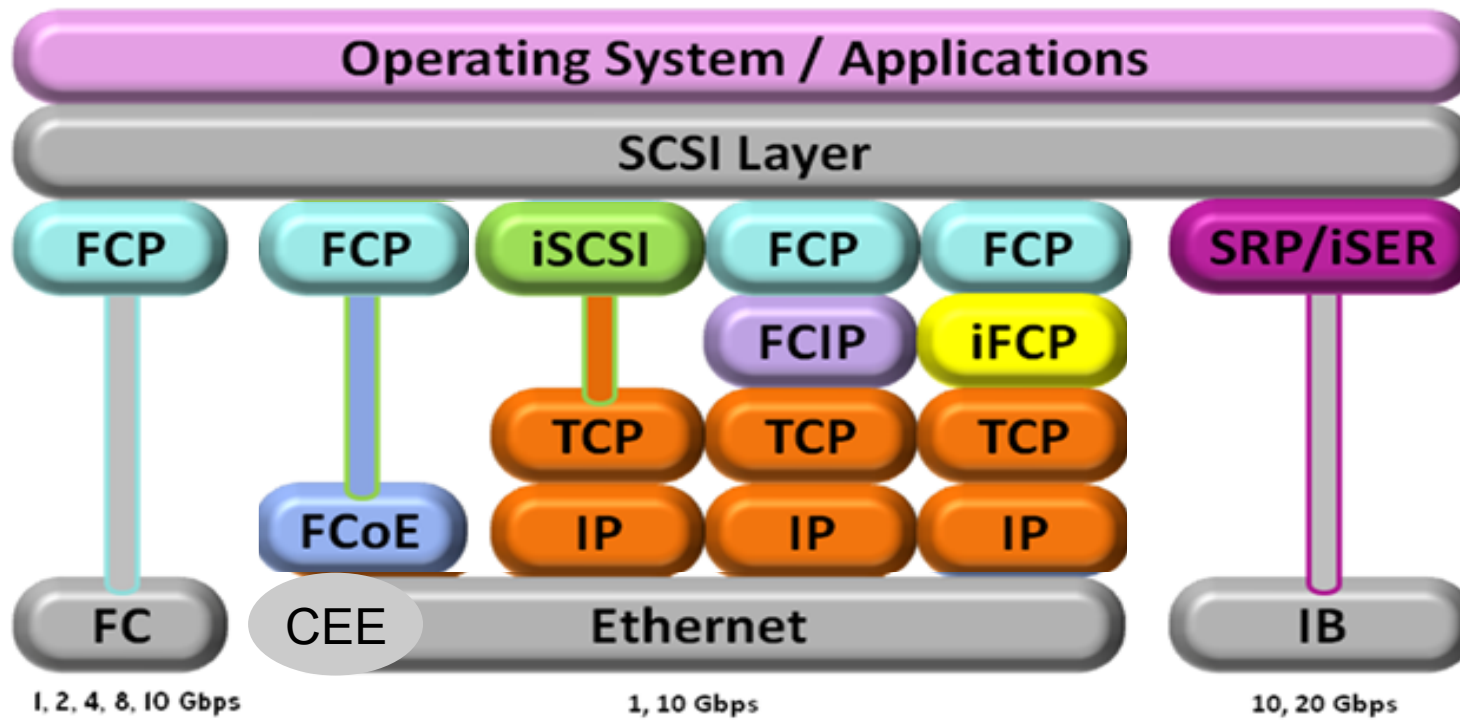 Operating System / Applications
SCSI Layer
FCP FCP iSCSI FCP FCP SRP/iSER
FCIP iFCP
TCP TCP TCP
FCoE IP IP IP
FC CEE Ethernet IB
1, 2, 4, 8, 10 Gbps 1, 10 Gbps 10, 20 Gbps